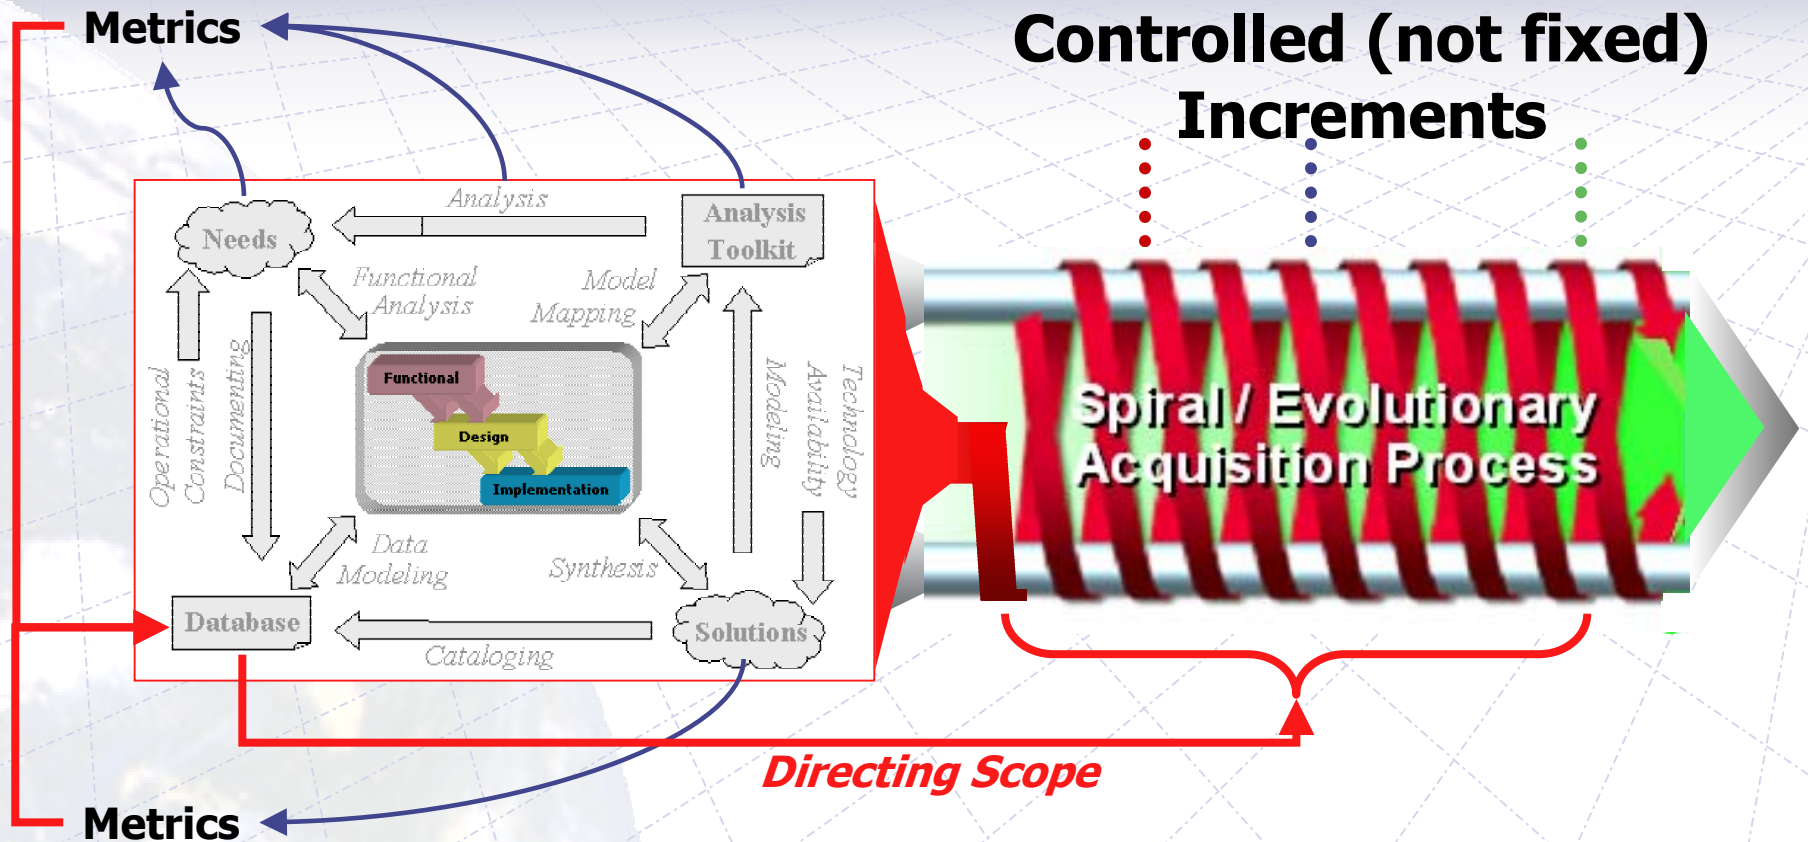 Metrics
Controlled (not fixed)
Increments
Analysis
Needs
Analysis
Toolkit
Functional
Analysis
Model
Mapping
Operational
Constraints
Documenting
Functional
Design
Implementation
Modeling
Technology
Availability
Spiral / Evolutionary
Acquisition Process
Data
Modeling
Synthesis
Database
Solutions
Cataloging
Directing Scope
Metrics